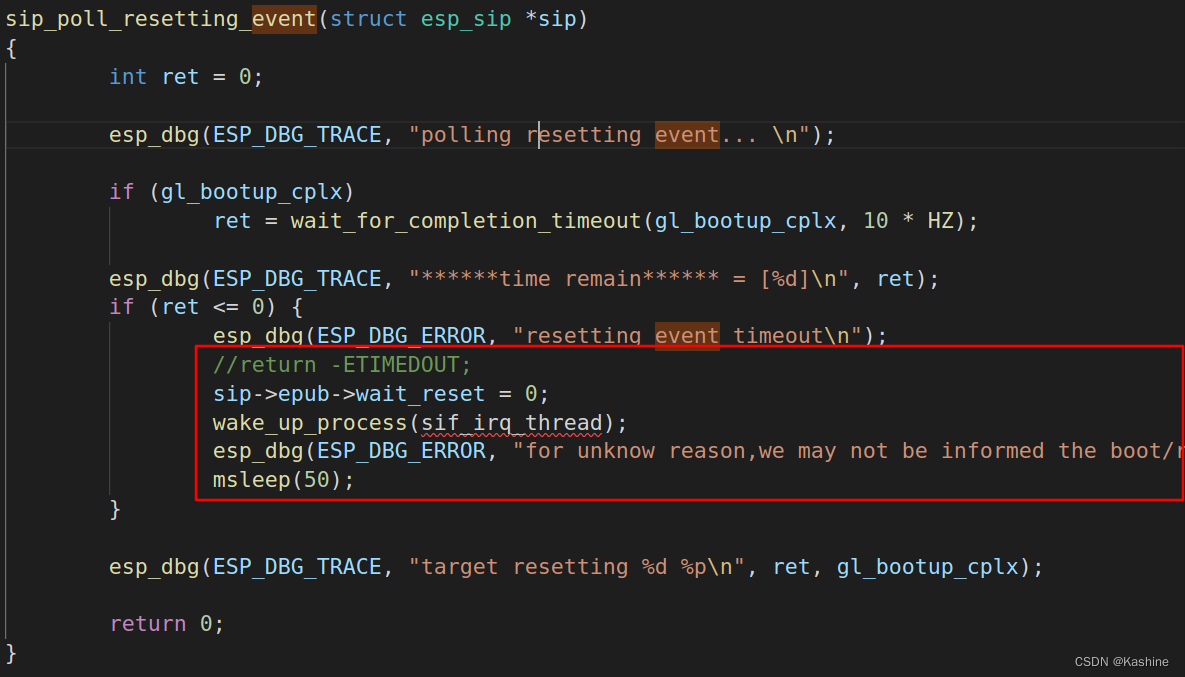 sip_poll_resetting_event(struct esp_sip *sip)
{
        int ret = 0;

        esp_dbg(ESP_DBG_TRACE, "polling resetting event... \n");

        if (gl_bootup_cplx)
                ret = wait_for_completion_timeout(gl_bootup_cplx, 10 * HZ);

        esp_dbg(ESP_DBG_TRACE, "******time remain****** = [%d]\n", ret);
        if (ret <= 0) {
                esp_dbg(ESP_DBG_ERROR, "resetting event timeout\n");
                //return -ETIMEDOUT;
                sip->epub->wait_reset = 0;
                wake_up_process(sif_irq_thread);
                esp_dbg(ESP_DBG_ERROR, "for unknow reason,we may not be informed the boot/
                msleep(50);
        }

        esp_dbg(ESP_DBG_TRACE, "target resetting %d %p\n", ret, gl_bootup_cplx);

        return 0;
}
CSDN @Kashine